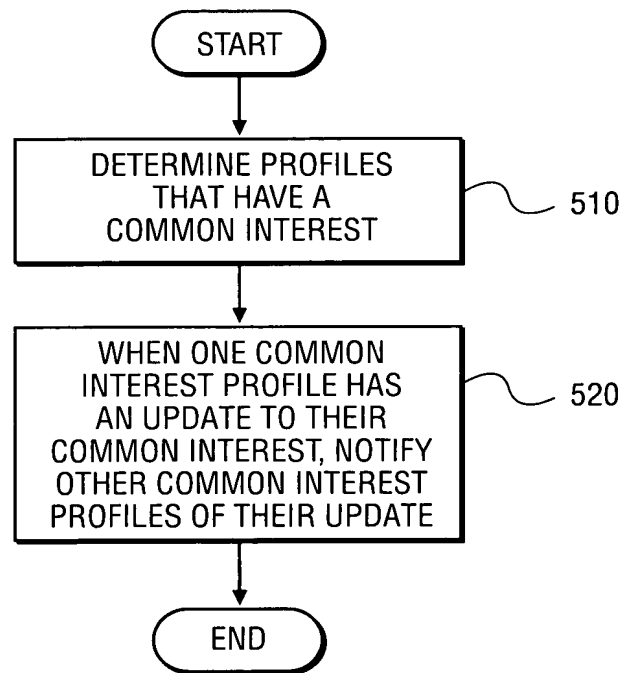 START
DETERMINE PROFILES
THAT HAVE A
COMMON INTEREST
510
WHEN ONE COMMON
INTEREST PROFILE HAS
AN UPDATE TO THEIR
COMMON INTEREST, NOTIFY
OTHER COMMON INTEREST
PROFILES OF THEIR UPDATE
520
END